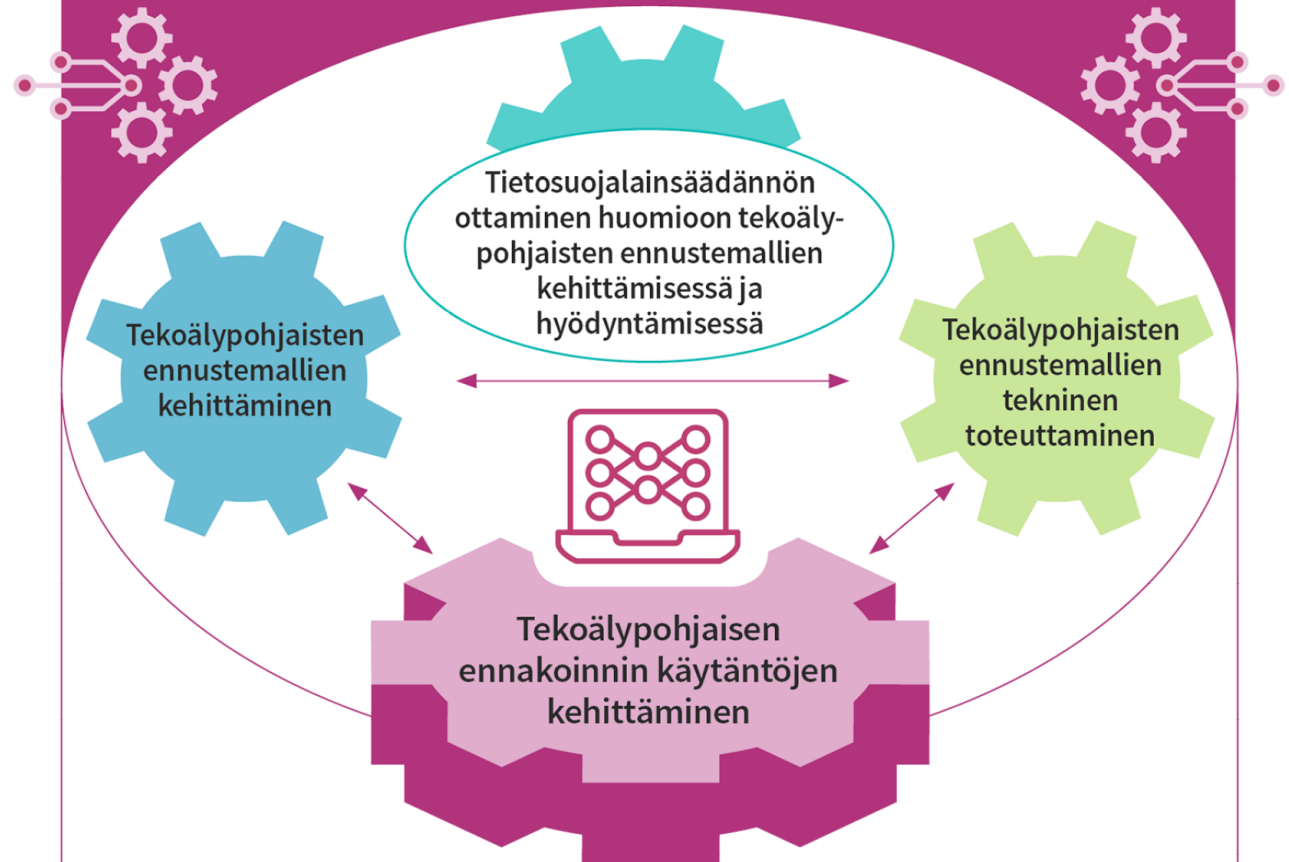 Tietosuojalainsäädännön
ottaminen huomioon tekoäly-
pohjaisten ennustemallien
kehittämisessä ja
hyödyntämisessä
Tekoälypohjaisten
ennustemallien
kehittäminen
Tekoälypohjaisten
ennustemallien
tekninen
toteuttaminen
Tekoälypohjaisen
ennakoinnin käytäntöjen
kehittäminen